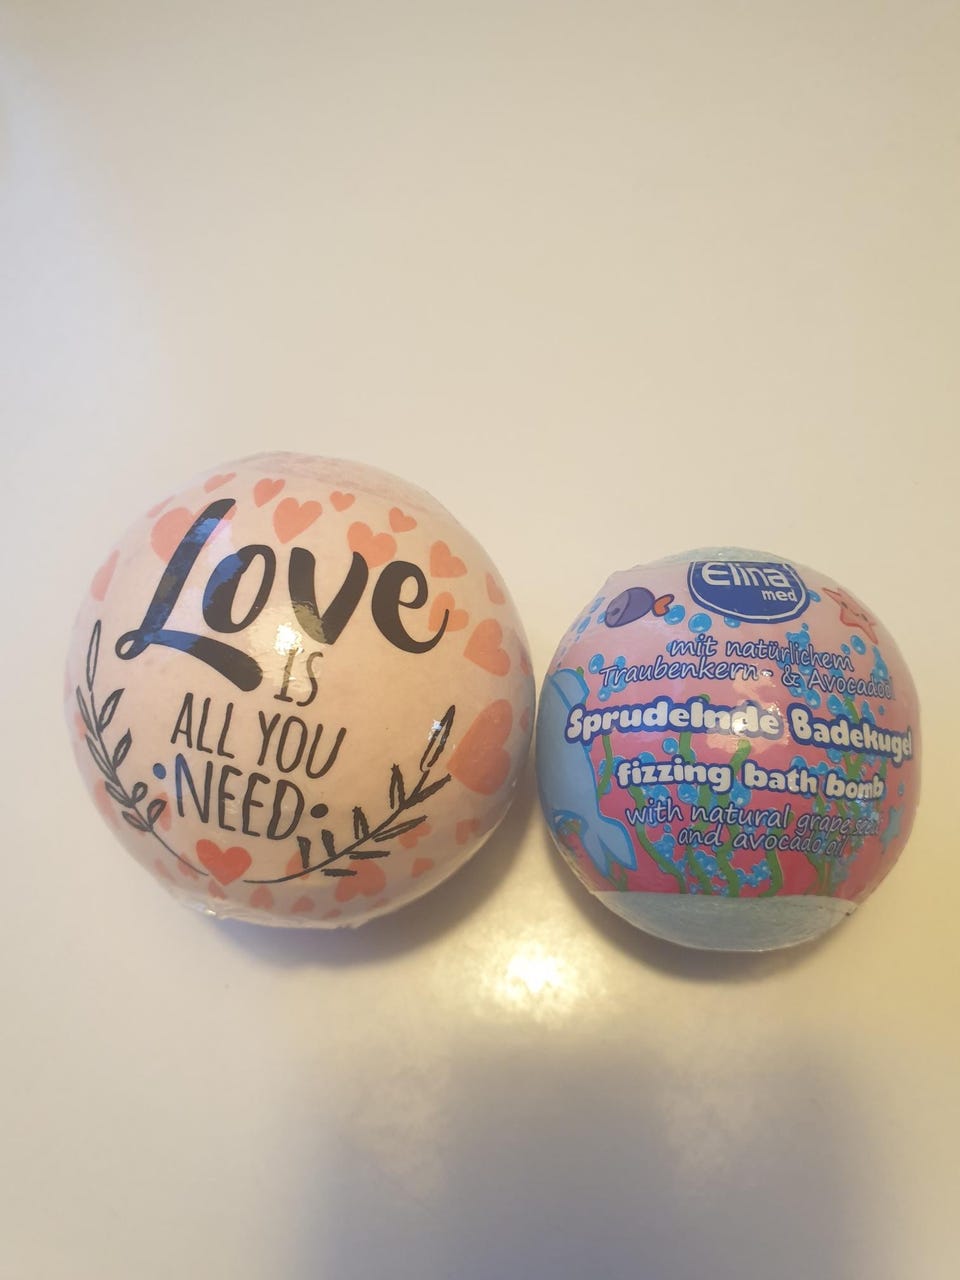 Love
IS
ALL YOU
NEED
Elina
med
mit natürlichem
Traubenkern- & Avocadoöl
Sprudelnde Badekugel
fizzing bath bomb
with natural grape seed
and avocado oil